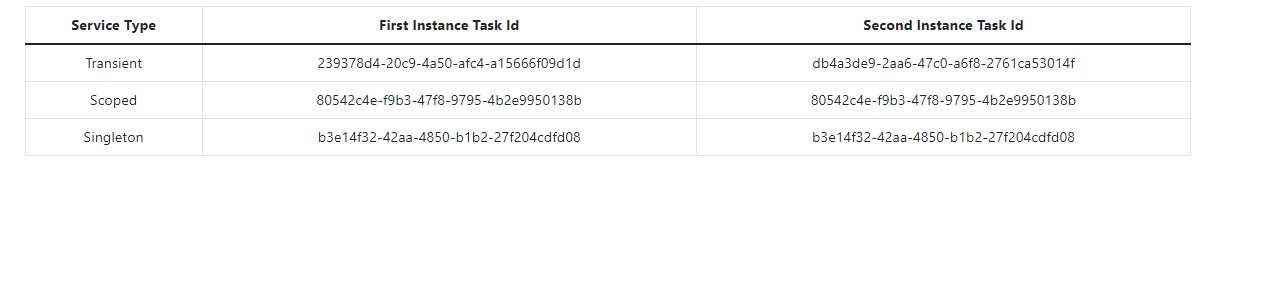 Service Type First Instance Task Id Second Instance Task Id
Transient 239378d4-20c9-4a50-afc4-a15666f09d1d db4a3de9-2aa6-47c0-a6f8-2761ca53014f
Scoped 80542c4e-f9b3-47f8-9795-4b2e9950138b 80542c4e-f9b3-47f8-9795-4b2e9950138b
Singleton b3e14f32-42aa-4850-b1b2-27f204cdfd08 b3e14f32-42aa-4850-b1b2-27f204cdfd08